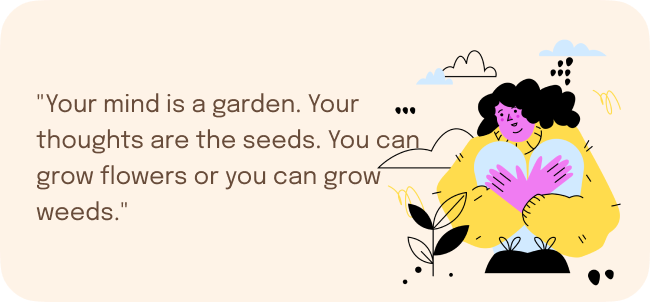 "Your mind is a garden. Your
thoughts are the seeds. You can
grow flowers or you can grow
weeds."